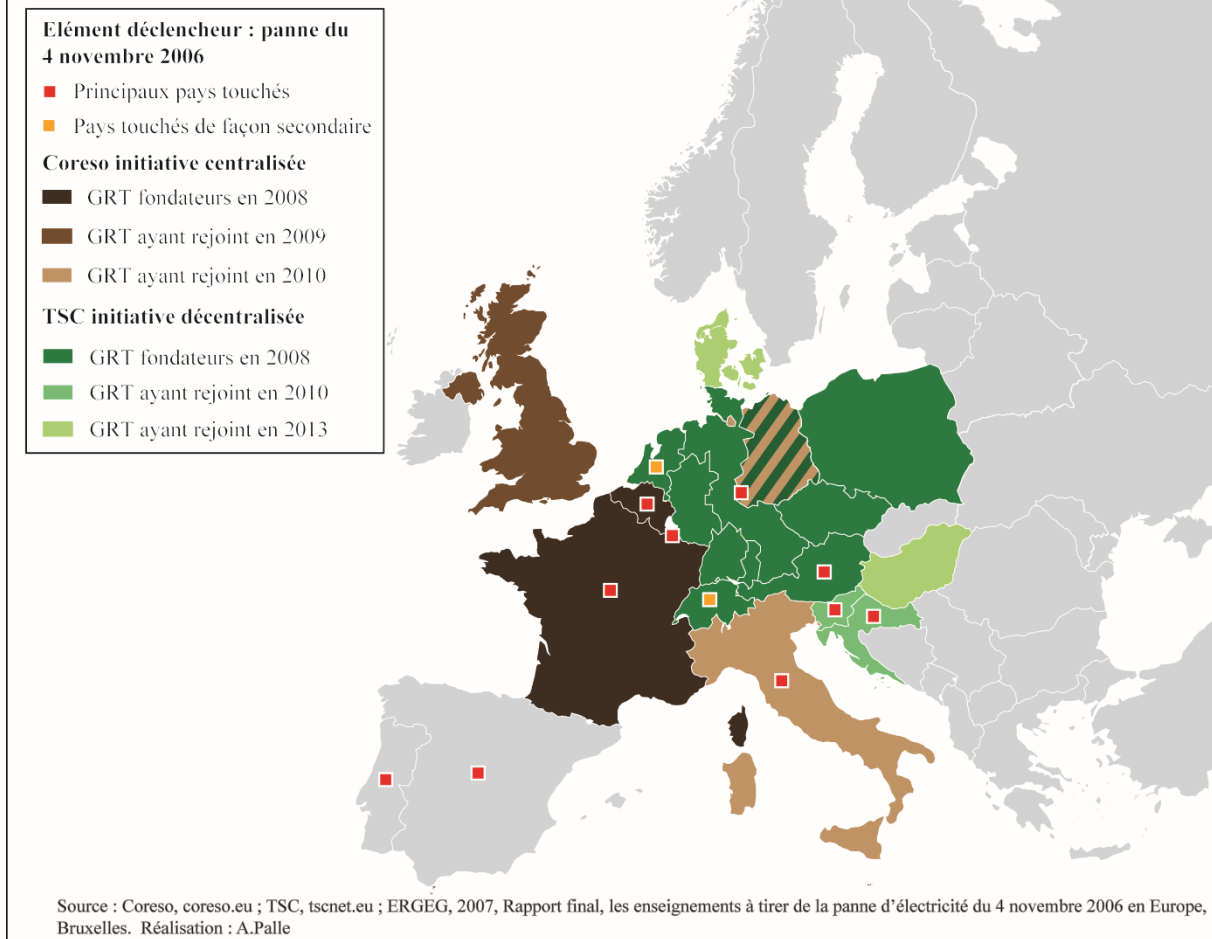 Elément déclencheur : panne du
4 novembre 2006
Principaux pays touchés
Pays touchés de façon secondaire
Coreso initiative centralisée
GRT fondateurs en 2008
GRT ayant rejoint en 2009
GRT ayant rejoint en 2010
TSC initiative décentralisée
GRT fondateurs en 2008
GRT ayant rejoint en 2010
GRT ayant rejoint en 2013
Source : Coreso, coreso.eu ; TSC, tscnet.eu ; ERGEG, 2007, Rapport final, les enseignements à tirer de la panne d’électricité du 4 novembre 2006 en Europe,
Bruxelles. Réalisation : A.Palle